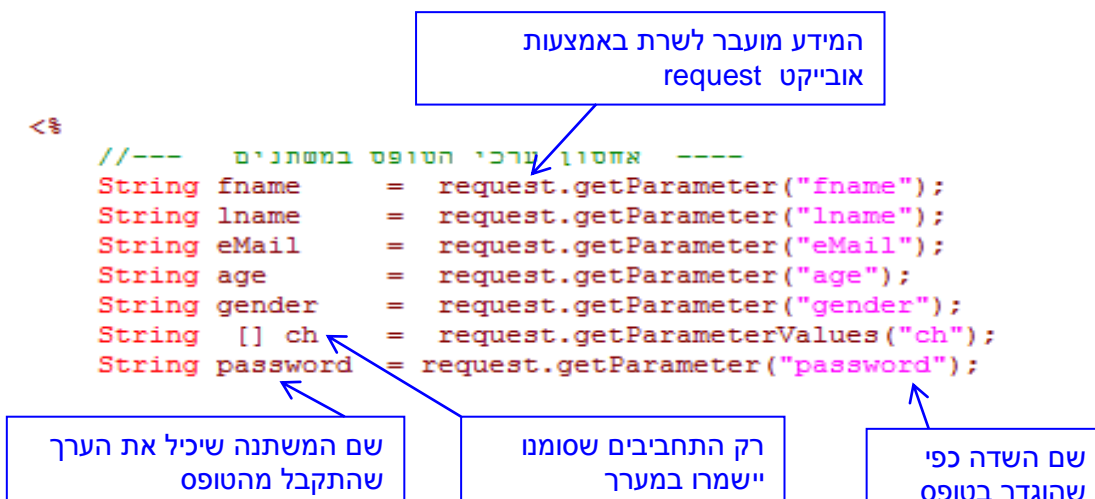 המידע מועבר לשרת באמצעות
אובייקט request
<%
//--- אחסון ערכי הטופס במשתנים ----
String fname = request.getParameter("fname");
String lname = request.getParameter("lname");
String eMail = request.getParameter("eMail");
String age = request.getParameter("age");
String gender = request.getParameter("gender");
String [] ch = request.getParameterValues("ch");
String password = request.getParameter("password");
שם המשתנה שיכיל את הערך
שהתקבל מהטופס
רק התחביבים שסומנו
יישמרו במערך
שם השדה כפי
שהוגדר בטופס